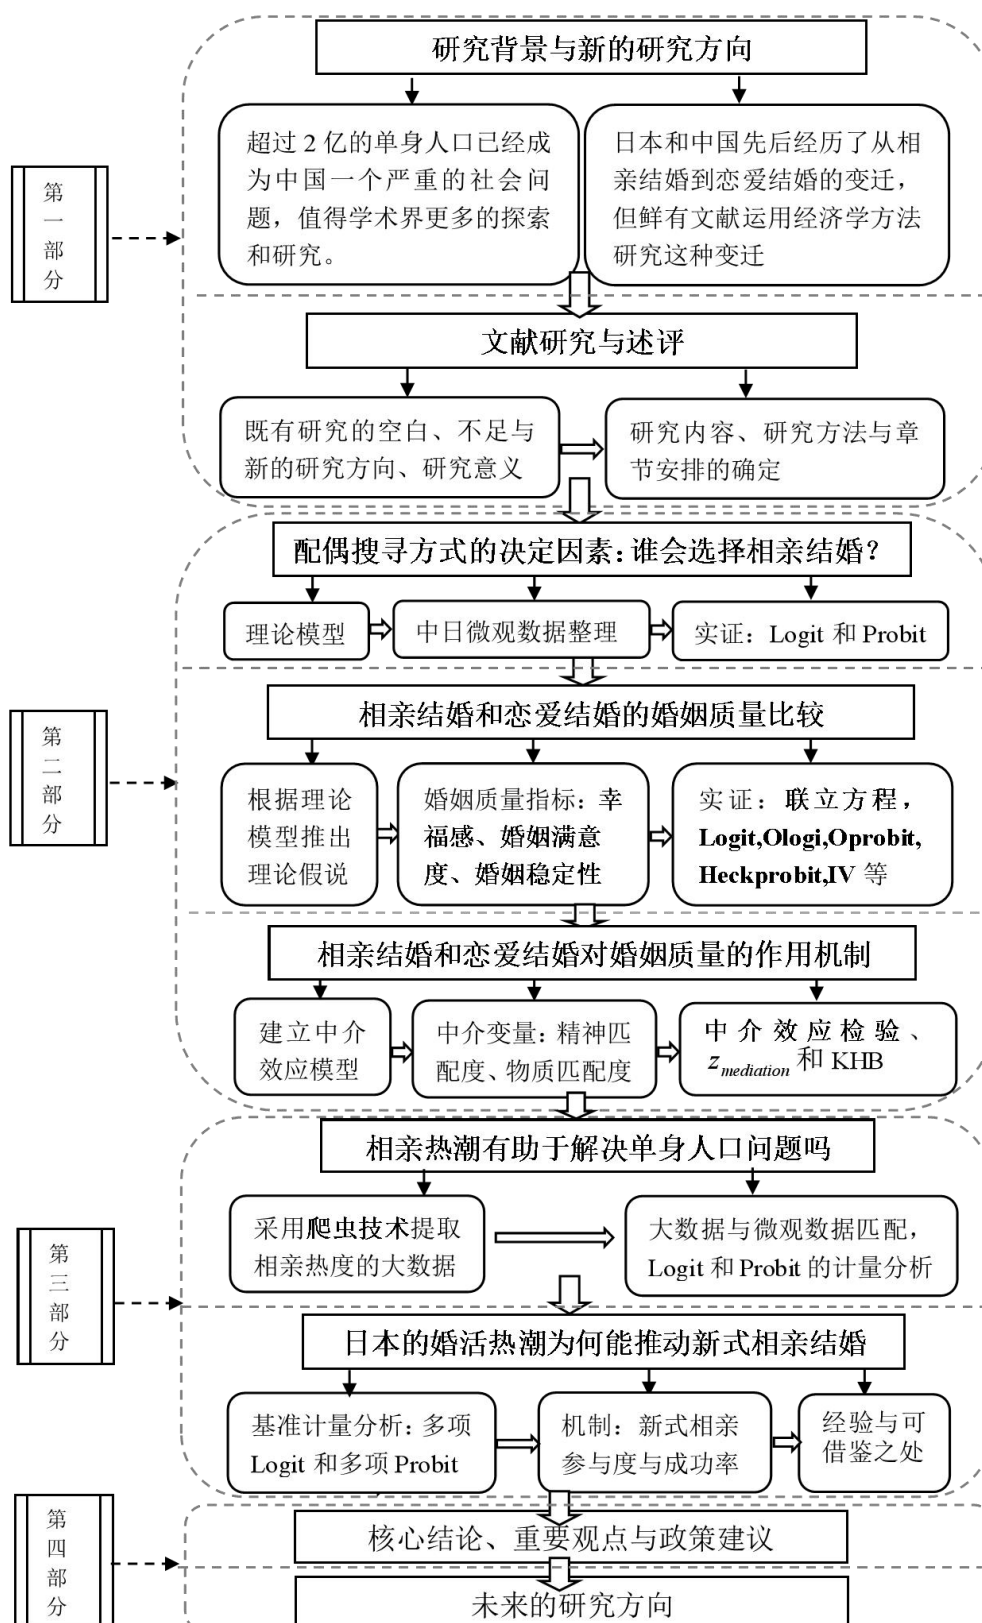 第
一
部
分
研究背景与新的研究方向
超过 2 亿的单身人口已经成
为中国一个严重的社会问
题，值得学术界更多的探索
和研究。
日本和中国先后经历了从相
亲结婚到恋爱结婚的变迁，
但鲜有文献运用经济学方法
研究这种变迁
文献研究与述评
既有研究的空白、不足与
新的研究方向、研究意义
研究内容、研究方法与章
节安排的确定
第
二
部
分
配偶搜寻方式的决定因素：谁会选择相亲结婚？
理论模型
中日微观数据整理
实证：Logit 和 Probit
相亲结婚和恋爱结婚的婚姻质量比较
根据理论
模型推出
理论假说
婚姻质量指标：幸
福感、婚姻满意
度、婚姻稳定性
实证：联立方程，
Logit,Ologi,Oprobit,
Heckprobit,IV 等
相亲结婚和恋爱结婚对婚姻质量的作用机制
建立中介
效应模型
中介变量：精神匹
配度、物质匹配度
中介效应检验、
z_mediation 和 KHB
第
三
部
分
相亲热潮有助于解决单身人口问题吗
采用爬虫技术提取
相亲热度的大数据
大数据与微观数据匹配，
Logit 和 Probit 的计量分析
日本的婚活热潮为何能推动新式相亲结婚
基准计量分析：多项
Logit 和多项 Probit
机制：新式相亲
参与度与成功率
经验与可
借鉴之处
第
四
部
分
核心结论、重要观点与政策建议
未来的研究方向